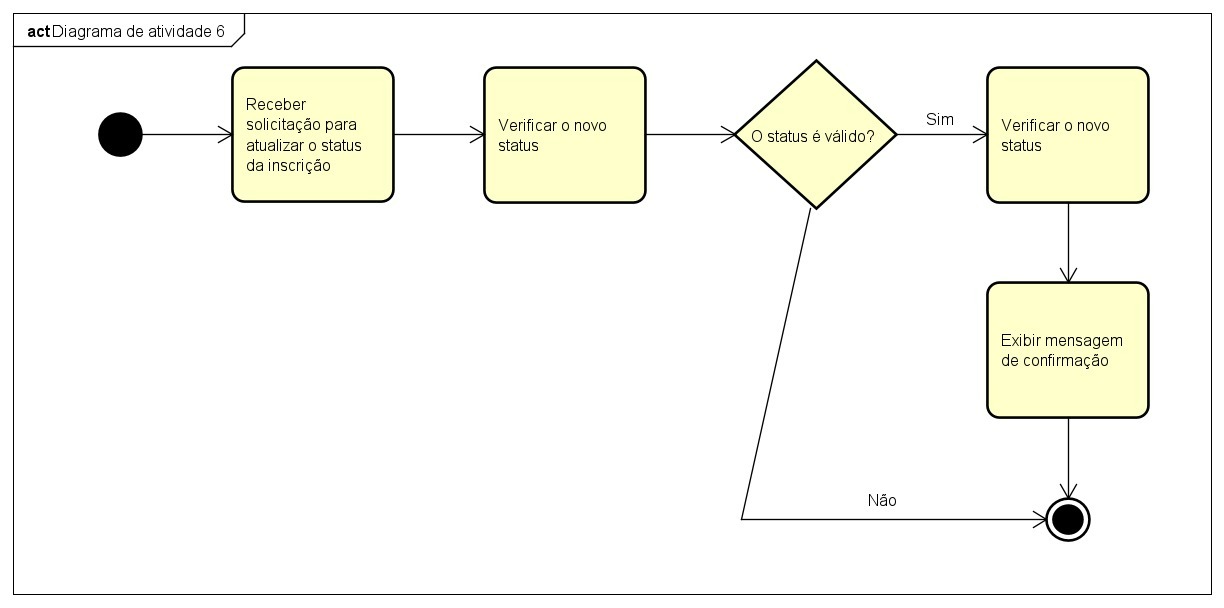 act Diagrama de atividade 6
Receber
solicitação para
atualizar o status
da inscrição
Verificar o novo
status
O status é válido?
Sim
Verificar o novo
status
Exibir mensagem
de confirmação
Não